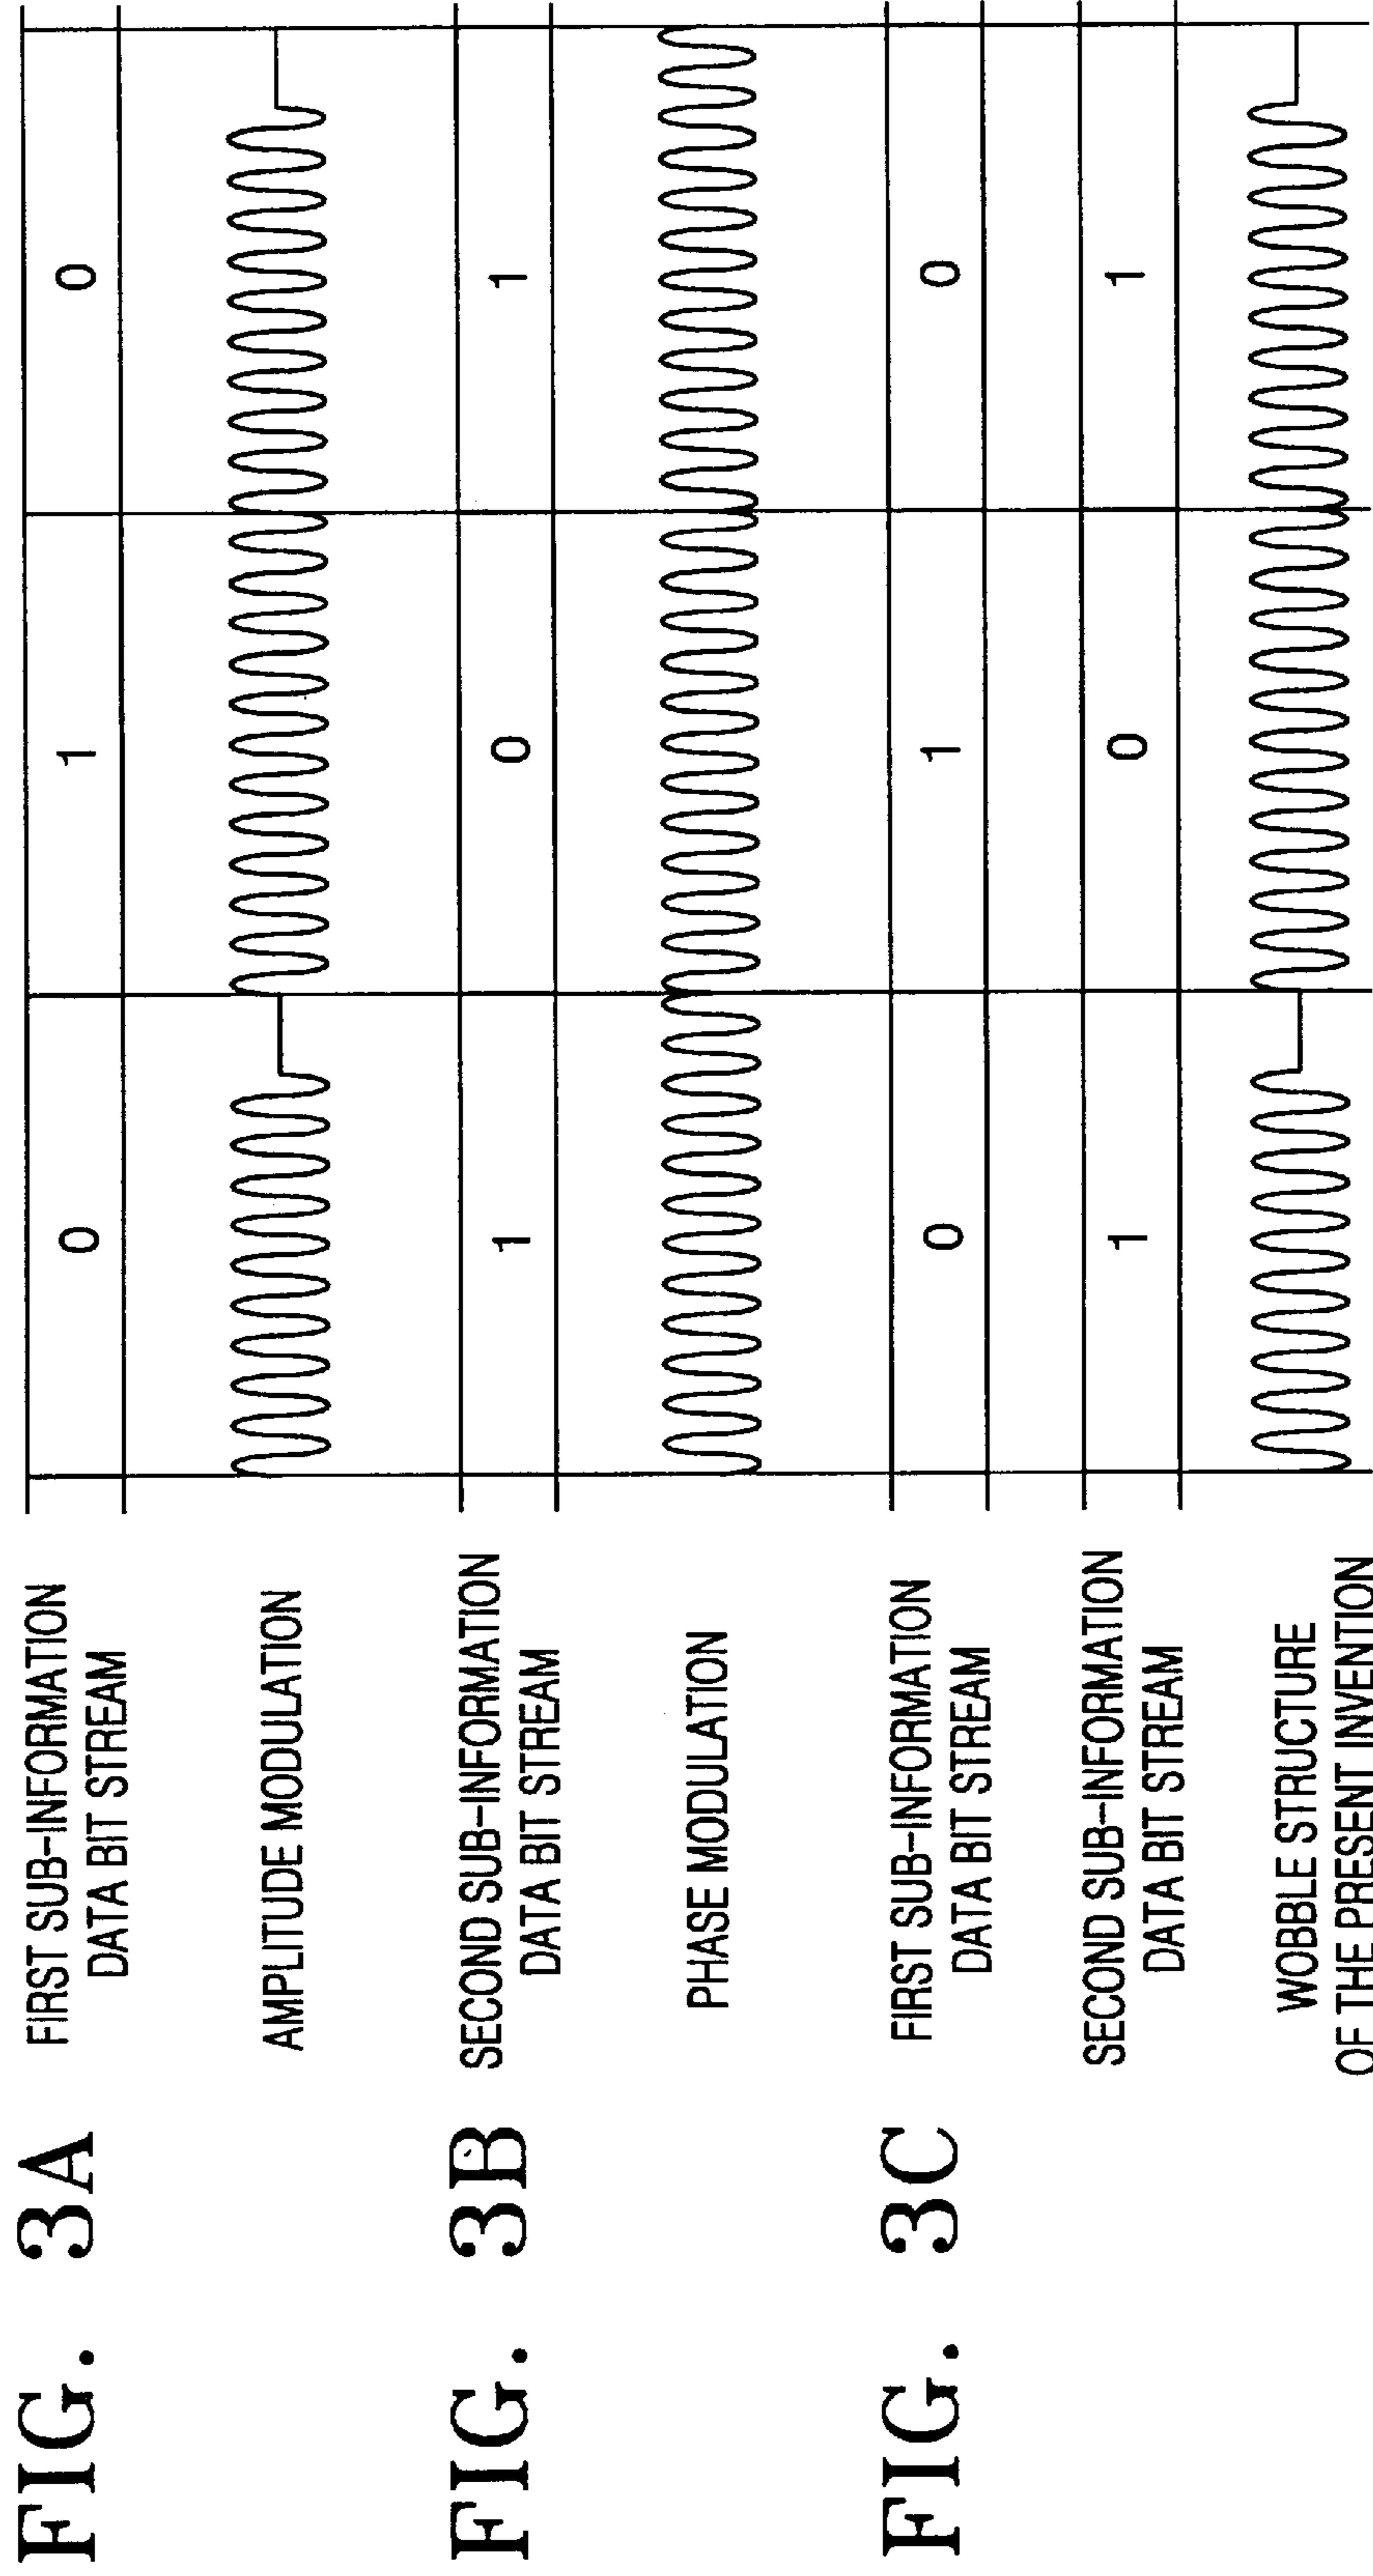 FIG. 3A
FIRST SUB-INFORMATION
DATA BIT STREAM
0 1 0
AMPLITUDE MODULATION
FIG. 3B
SECOND SUB-INFORMATION
DATA BIT STREAM
1 0 1
PHASE MODULATION
FIG. 3C
FIRST SUB-INFORMATION
DATA BIT STREAM
0 1 0
SECOND SUB-INFORMATION
DATA BIT STREAM
1 0 1
WOBBLE STRUCTURE
OF THE PRESENT INVENTION